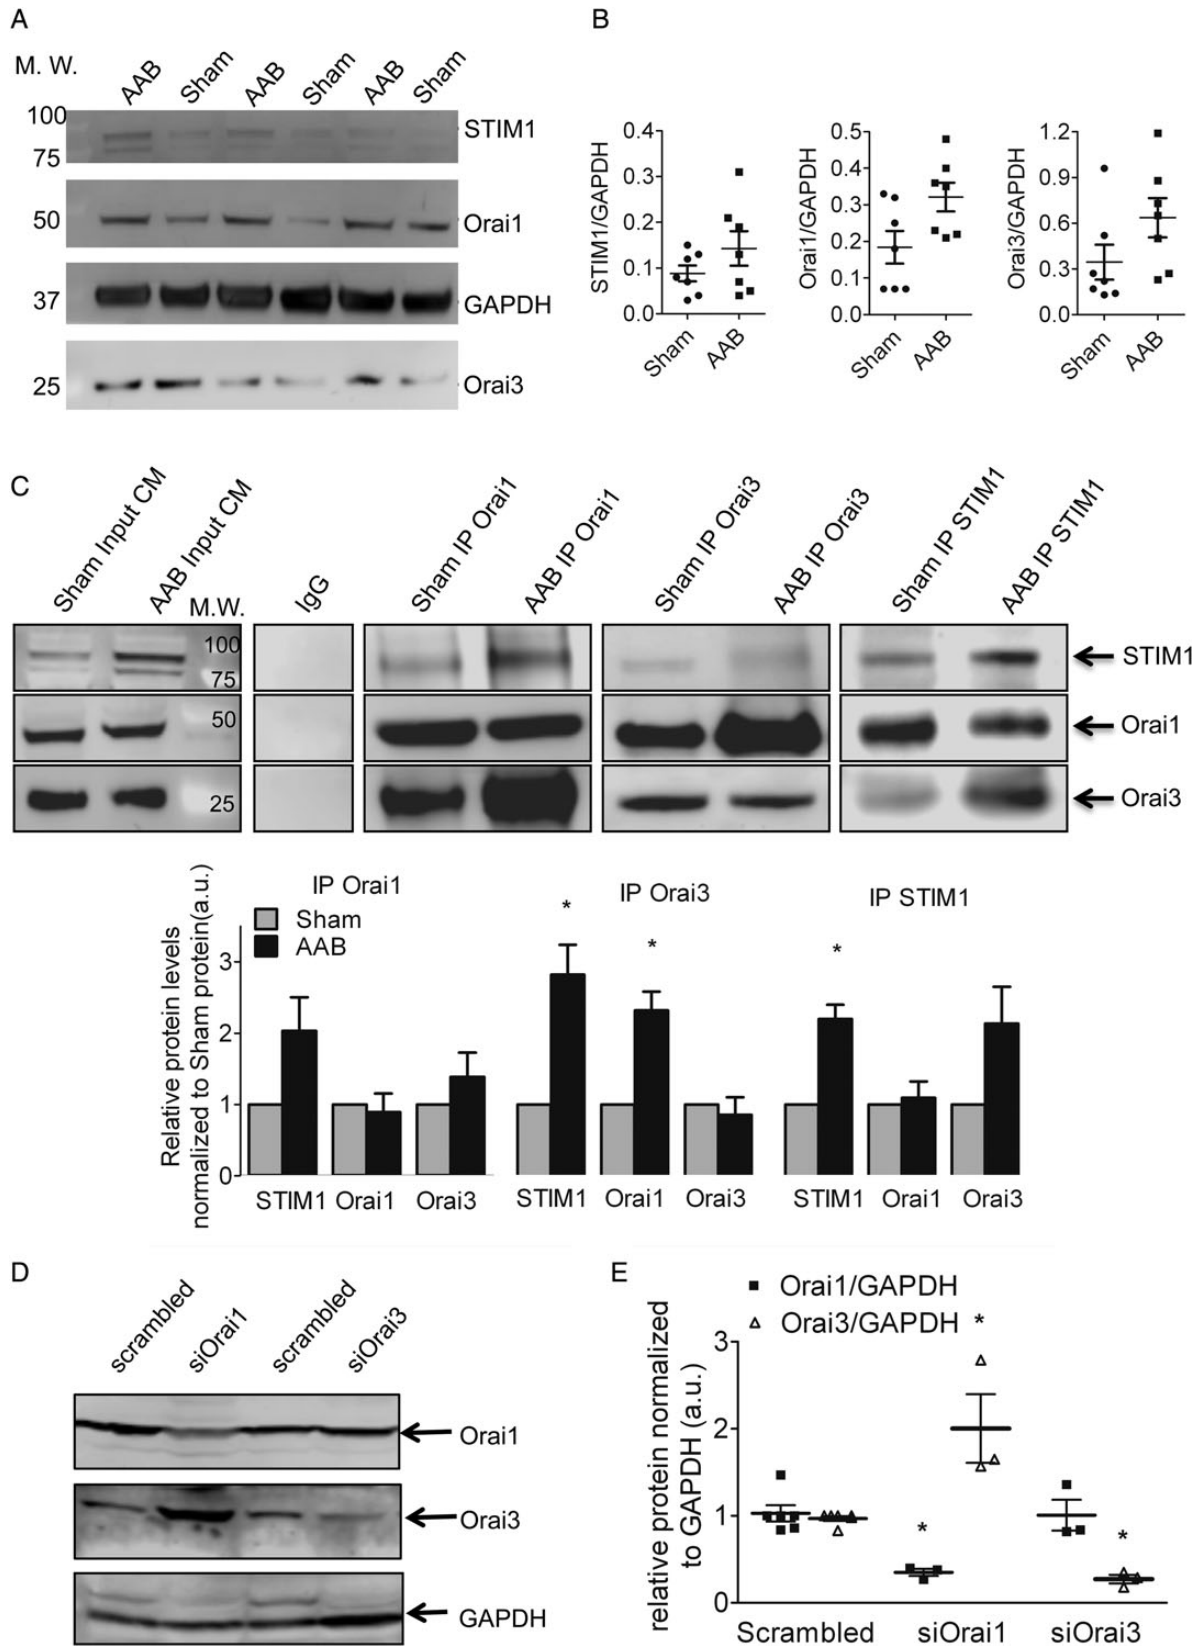 A
M. W.
AAB Sham AAB Sham AAB Sham
100
75
STIM1
50
Orai1
37
GAPDH
25
Orai3
B
STIM1/GAPDH
0.4
0.3
0.2
0.1
0.0
Sham AAB
Orai1/GAPDH
0.5
0.4
0.3
0.2
0.1
0.0
Sham AAB
Orai3/GAPDH
1.2
0.9
0.6
0.3
0.0
Sham AAB
C
Sham Input CM
AAB Input CM
M.W.
IgG
Sham IP Orai1
AAB IP Orai1
Sham IP Orai3
AAB IP Orai3
Sham IP STIM1
AAB IP STIM1
100
75
STIM1
50
Orai1
25
Orai3
Relative protein levels
normalized to Sham protein(a.u.)
IP Orai1
IP Orai3
IP STIM1
Sham
AAB
* * *
3
2
1
0
STIM1 Orai1 Orai3 STIM1 Orai1 Orai3 STIM1 Orai1 Orai3
D
scrambled siOrai1 scrambled siOrai3
Orai1
Orai3
GAPDH
E
Orai1/GAPDH
Orai3/GAPDH
relative protein normalized
to GAPDH (a.u.)
3
2
1
0
* * *
Scrambled siOrai1 siOrai3